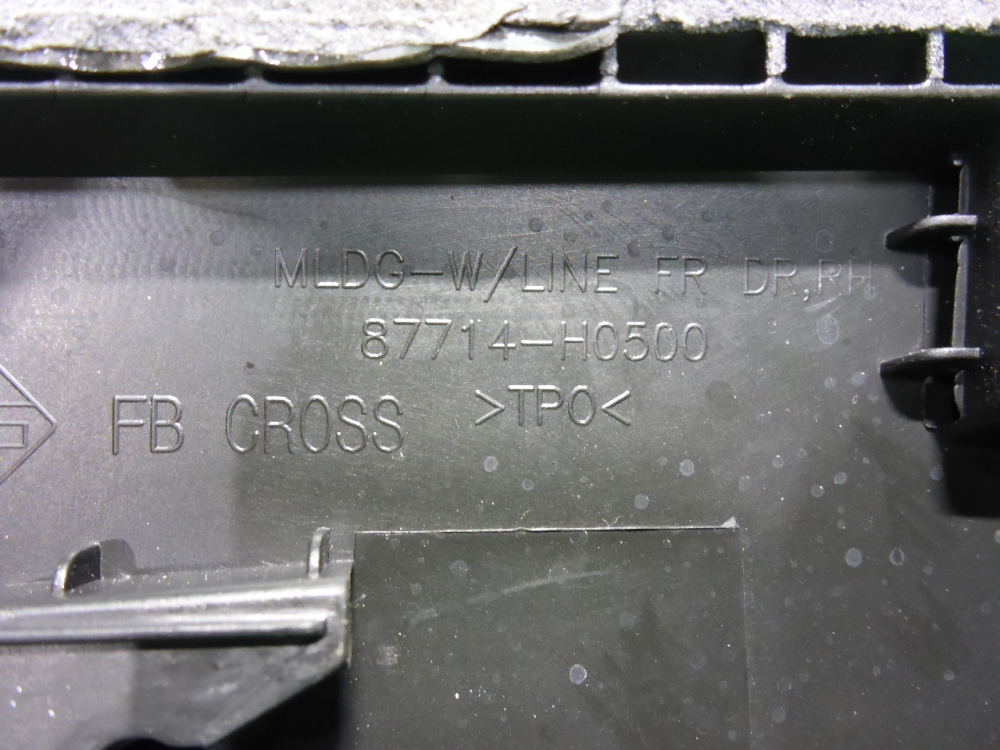 MLDG-W/LINE FR DR,RH
87714-H0500
FB CROSS >TPO<